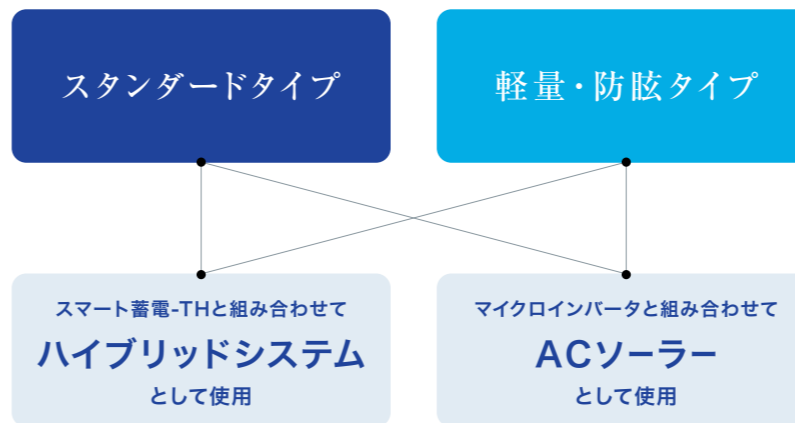 スタンダードタイプ
軽量・防眩タイプ
スマート蓄電-THと組み合わせて
ハイブリッドシステム
として使用
マイクロインバータと組み合わせて
ACソーラー
として使用